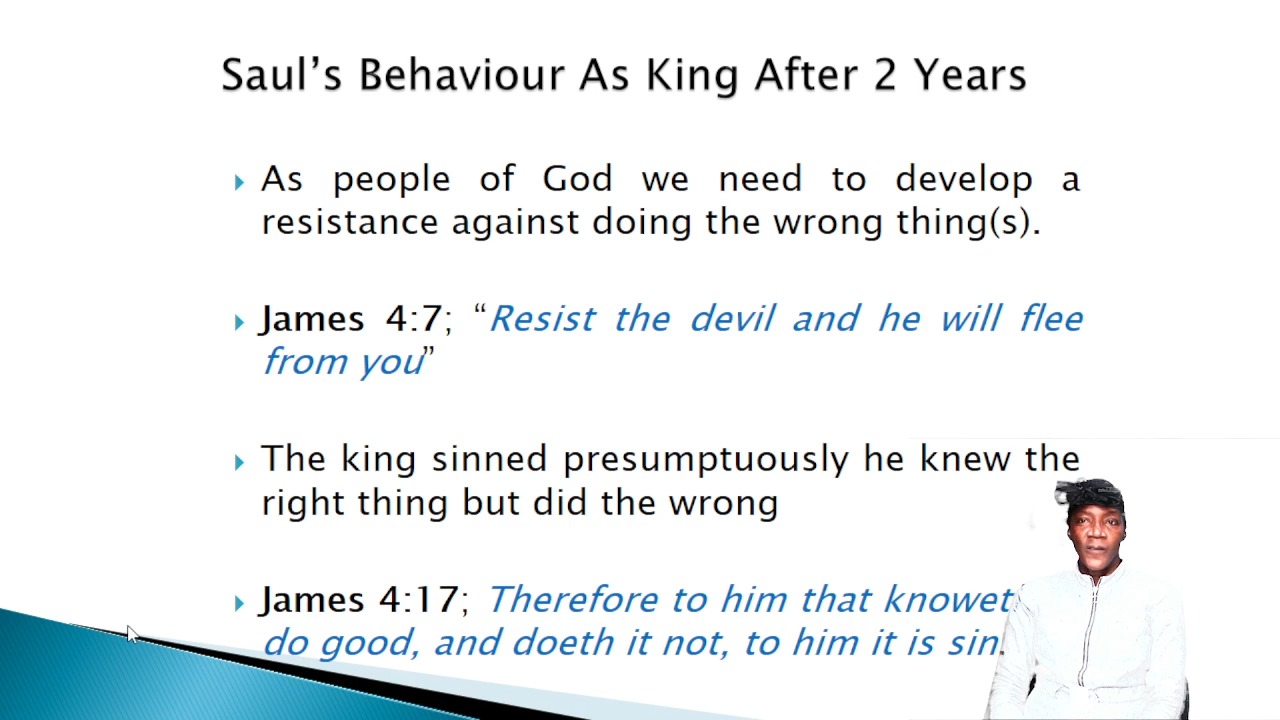 Saul’s Behaviour As King After 2 Years
As people of God we need to develop a
resistance against doing the wrong thing(s).
James 4:7; “Resist the devil and he will flee
from you”
The king sinned presumptuously he knew the
right thing but did the wrong
James 4:17; Therefore to him that
do good, and doeth it not, to him it is sin.